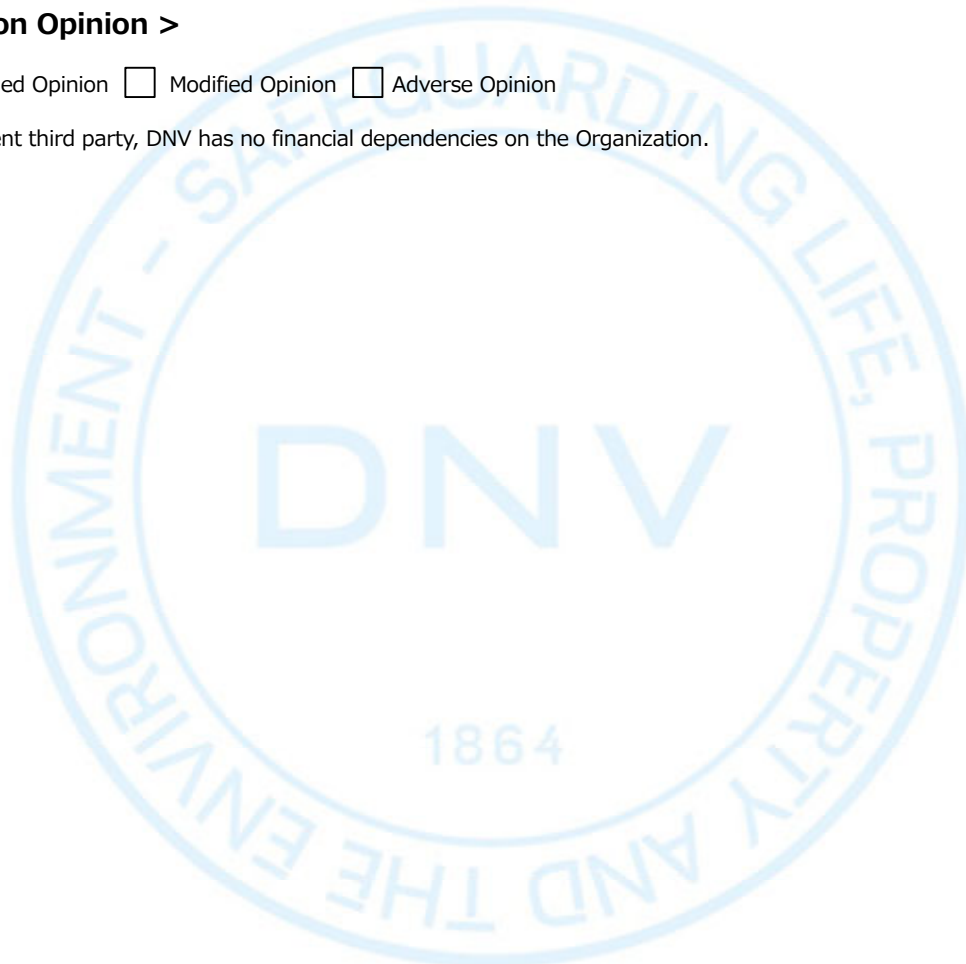 on Opinion >
ed Opinion ☐ Modified Opinion ☐ Adverse Opinion
ent third party, DNV has no financial dependencies on the Organization.
SAFEGUARDING LIFE, PROPERTY AND THE ENVIRONMENT -
DNV
1864